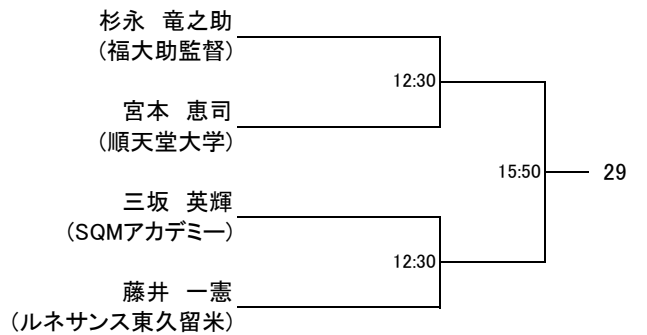 杉永　竜之助
(福大助監督)
12:30
宮本　恵司
(順天堂大学)
15:50
29
三坂　英輝
(SQMアカデミー)
12:30
藤井　一憲
(ルネサンス東久留米)